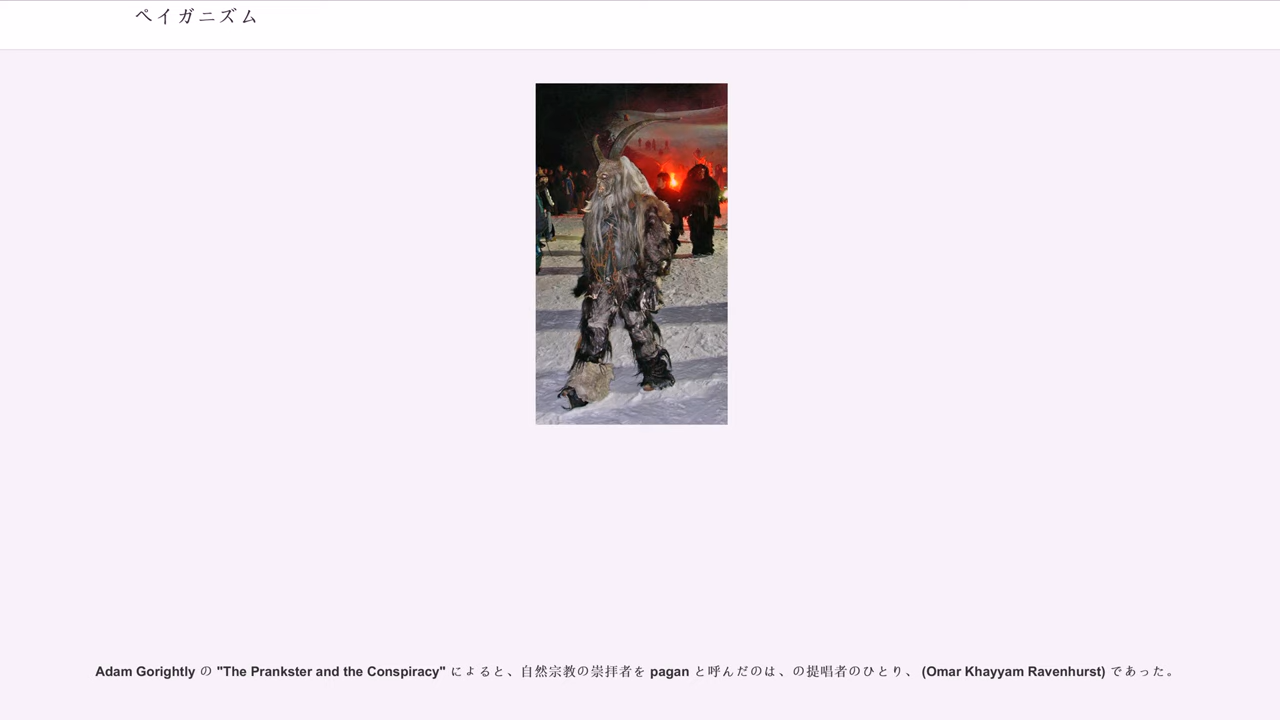 ペイガニズム
Adam Gorightly の "The Prankster and the Conspiracy" によると、自然宗教の崇拝者を pagan と呼んだのは、の提唱者のひとり、 (Omar Khayyam Ravenhurst) であった。